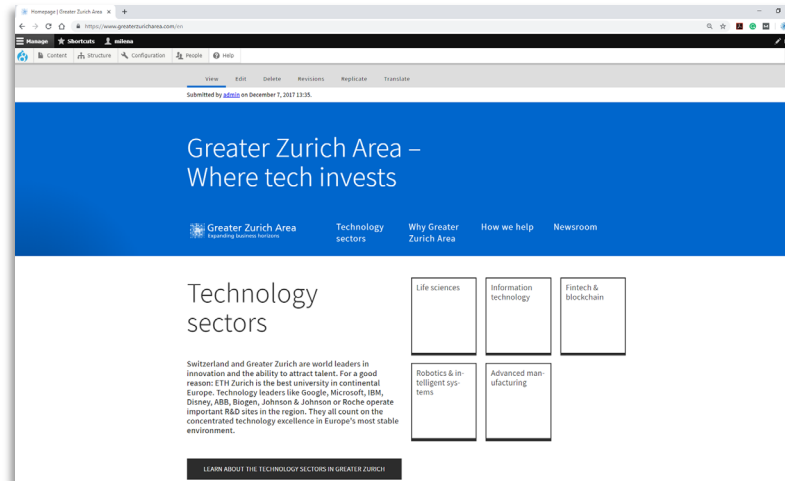 Homepage | Greater Zurich Area
https://www.greaterzuricharea.com/en
Manage Shortcuts milena
Content Structure Configuration People Help
View Edit Delete Revisions Replicate Translate
Submitted by admin on December 7, 2017 13:35.
Greater Zurich Area –
Where tech invests
Greater Zurich Area
Expanding business horizons
Technology
sectors
Why Greater
Zurich Area
How we help
Newsroom
Technology
sectors
Life sciences
Information
technology
Fintech &
blockchain
Robotics & in-
telligent sys-
tems
Advanced man-
ufacturing
Switzerland and Greater Zurich are world leaders in
innovation and the ability to attract talent. For a good
reason: ETH Zurich is the best university in continental
Europe. Technology leaders like Google, Microsoft, IBM,
Disney, ABB, Biogen, Johnson & Johnson or Roche operate
important R&D sites in the region. They all count on the
concentrated technology excellence in Europe's most stable
environment.
LEARN ABOUT THE TECHNOLOGY SECTORS IN GREATER ZURICH